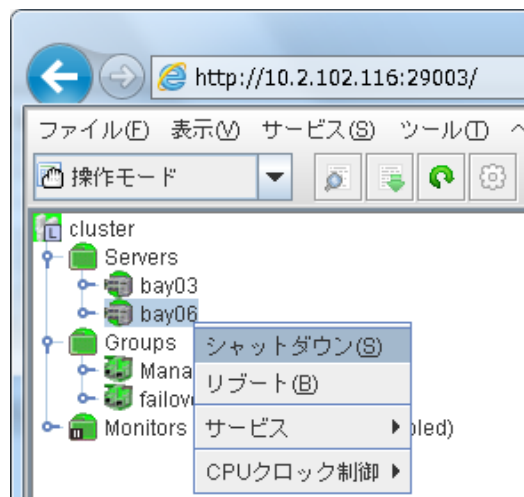 http://10.2.102.116:29003/
ファイル(F) 表示(V) サービス(S) ツール(T)
操作モード
cluster
Servers
bay03
bay06
Groups
シャットダウン(S)
リブート(B)
Monitors
サービス
CPUクロック制御